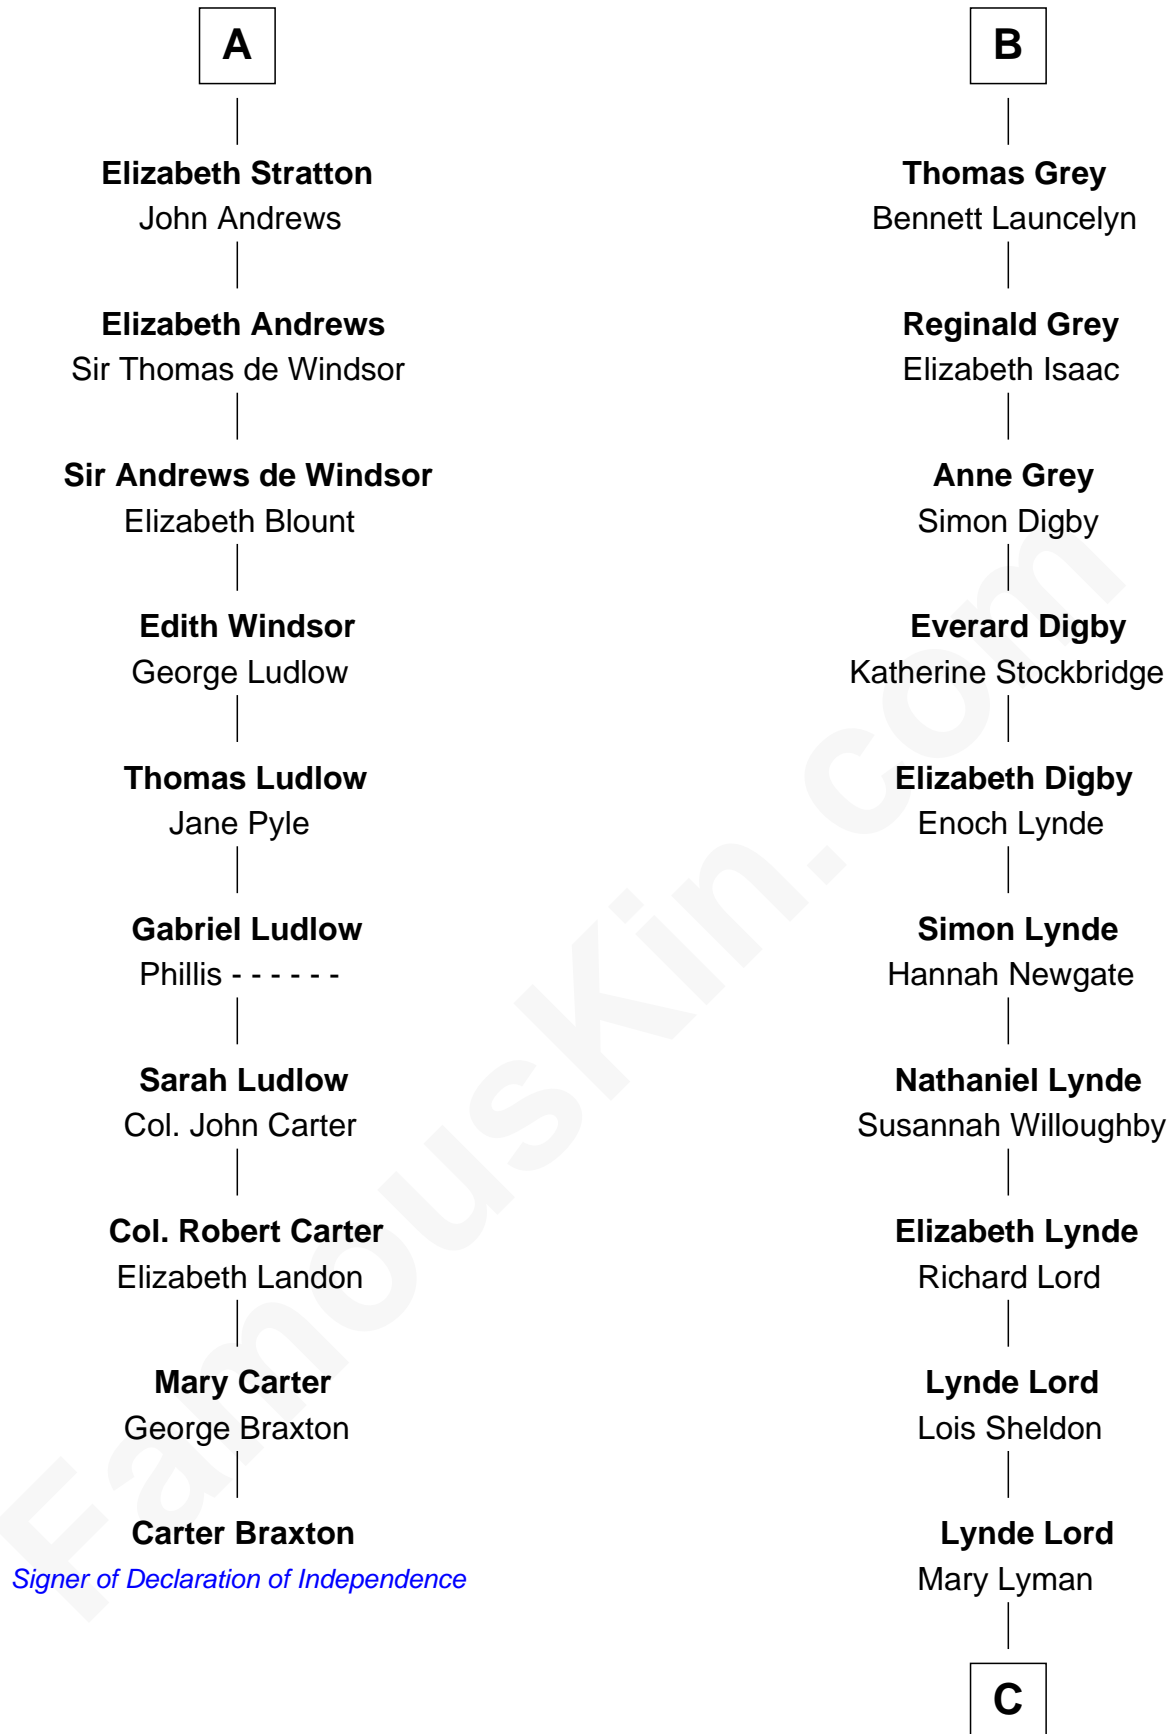 A
Elizabeth Stratton
John Andrews
Elizabeth Andrews
Sir Thomas de Windsor
Sir Andrews de Windsor
Elizabeth Blount
Edith Windsor
George Ludlow
Thomas Ludlow
Jane Pyle
Gabriel Ludlow
Phillis - - - - - -
Sarah Ludlow
Col. John Carter
Col. Robert Carter
Elizabeth Landon
Mary Carter
George Braxton
Carter Braxton
Signer of Declaration of Independence
B
Thomas Grey
Bennett Launcelyn
Reginald Grey
Elizabeth Isaac
Anne Grey
Simon Digby
Everard Digby
Katherine Stockbridge
Elizabeth Digby
Enoch Lynde
Simon Lynde
Hannah Newgate
Nathaniel Lynde
Susannah Willoughby
Elizabeth Lynde
Richard Lord
Lynde Lord
Lois Sheldon
Lynde Lord
Mary Lyman
C
FamousKin.com